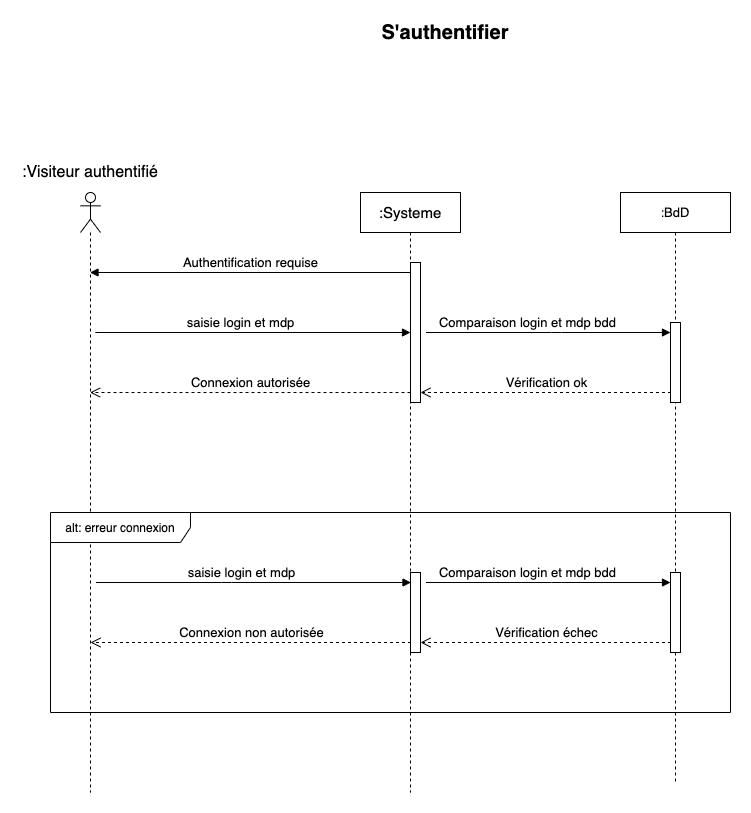 S'authentifier
:Visiteur authentifié
:Systeme
:BdD
Authentification requise
saisie login et mdp
Comparaison login et mdp bdd
Connexion autorisée
Vérification ok
alt: erreur connexion
saisie login et mdp
Comparaison login et mdp bdd
Connexion non autorisée
Vérification échec